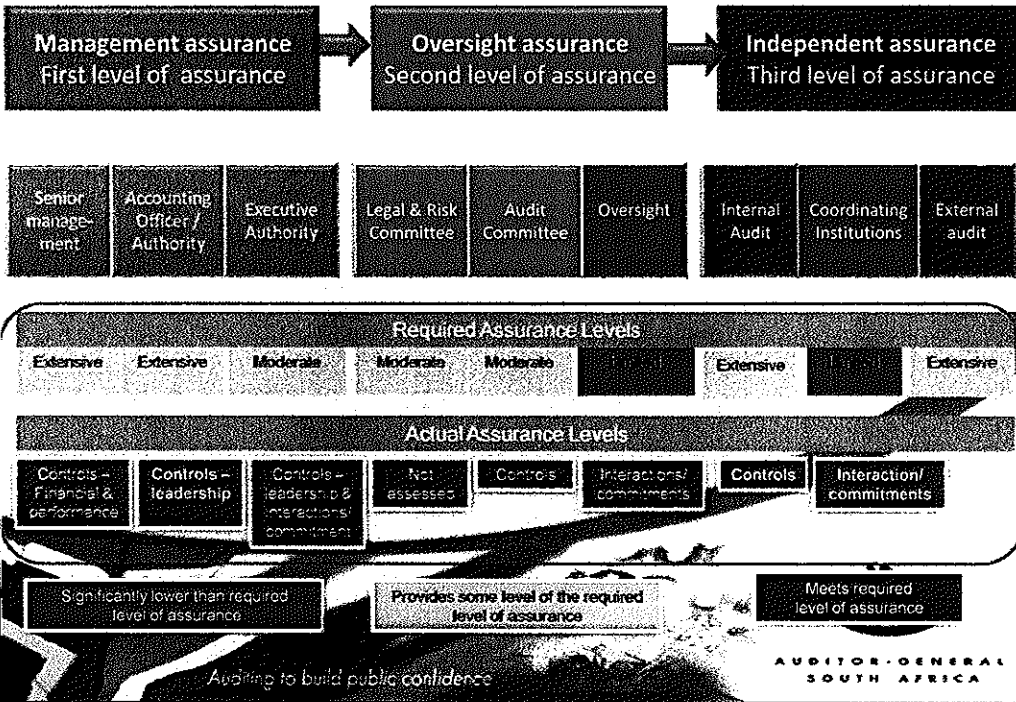 Management assurance
First level of assurance
Oversight assurance
Second level of assurance
Independent assurance
Third level of assurance
Senior
manage-
ment
Accounting
Officer /
Authority
Executive
Authority
Legal & Risk
Committee
Audit
Committee
Oversight
Internal
Audit
Coordinating
Institutions
External
audit
Required Assurance Levels
Extensive
Extensive
Moderate
Moderate
Moderate
Extensive
Extensive
Actual Assurance Levels
Controls –
Financial &
performance
Controls –
leadership
Controls –
leadership &
interactions/
commitment
Not
assessed
Controls
Interactions/
commitments
Controls
Interaction/
commitments
Significantly lower than required
level of assurance
Provides some level of the required
level of assurance
Meets required
level of assurance
Auditing to build public confidence
AUDITOR-GENERAL
SOUTH AFRICA